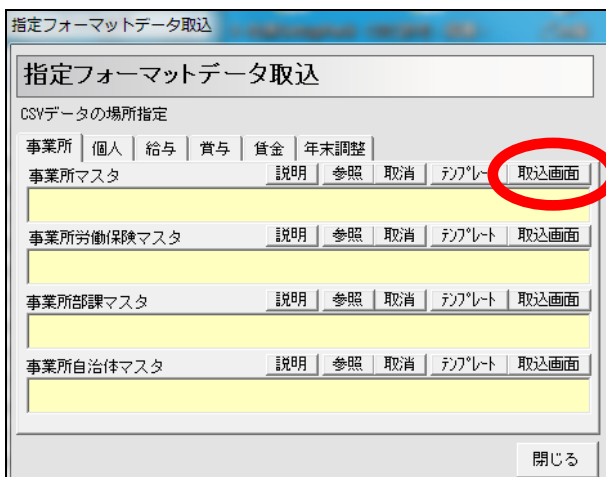 指定フォーマットデータ取込
指定フォーマットデータ取込
CSVデータの場所指定
事業所 個人 給与 賞与 賃金 年末調整
事業所マスタ 説明 参照 取消 テンプレート 取込画面
事業所労働保険マスタ 説明 参照 取消 テンプレート 取込画面
事業所部課マスタ 説明 参照 取消 テンプレート 取込画面
事業所自治体マスタ 説明 参照 取消 テンプレート 取込画面
閉じる